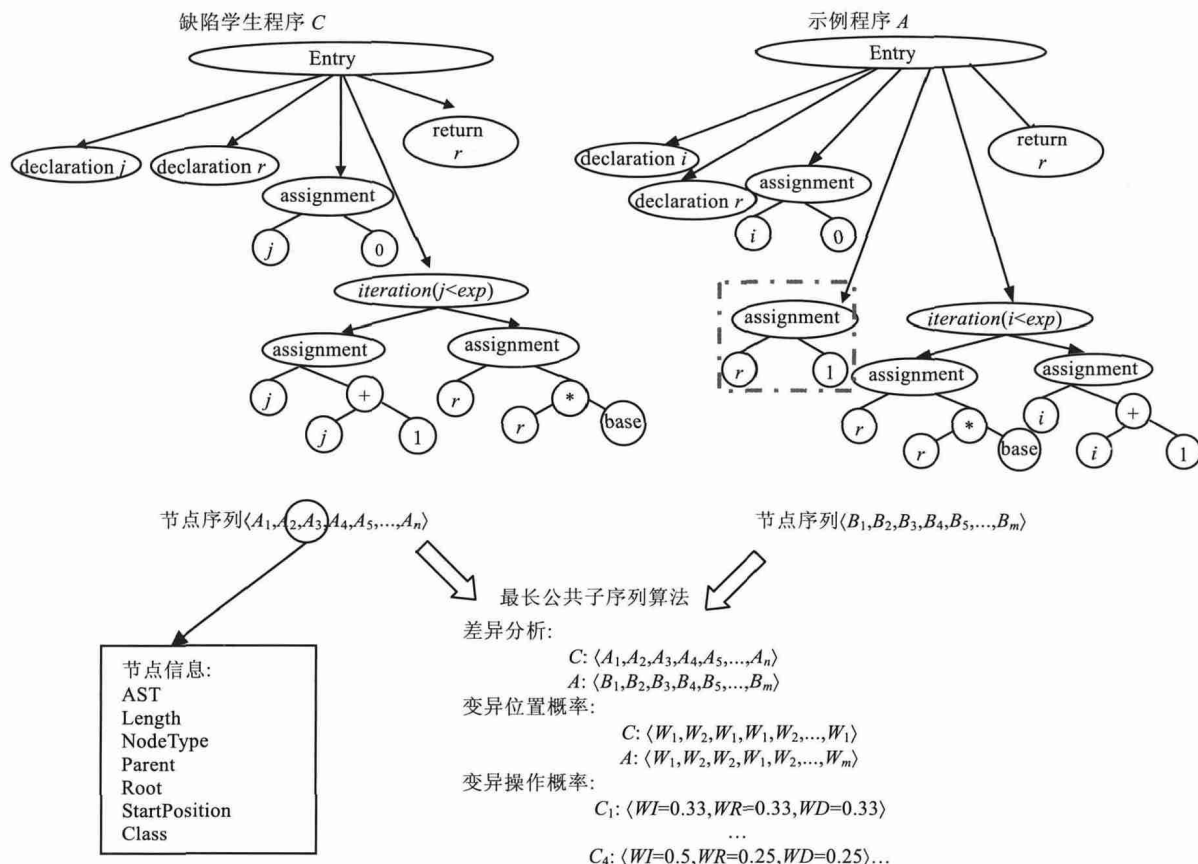 缺陷学生程序 C
示例程序 A
Entry
Entry
declaration j
declaration r
return
r
assignment
j
0
declaration i
declaration r
assignment
i
0
return
r
iteration(j<exp)
assignment
assignment
j
+
j
1
r
*
r
base
assignment
r
1
iteration(i<exp)
assignment
assignment
r
*
r
base
i
+
i
1
节点序列⟨A1,A2,A3,A4,A5,...,An⟩
节点序列⟨B1,B2,B3,B4,B5,...,Bm⟩
最长公共子序列算法
差异分析:
C: ⟨A1,A2,A3,A4,A5,...,An⟩
A: ⟨B1,B2,B3,B4,B5,...,Bm⟩
变异位置概率:
C: ⟨W1,W2,W1,W1,W2,...,W1⟩
A: ⟨W1,W2,W2,W1,W2,...,Wm⟩
变异操作概率:
C1: ⟨WI=0.33,WR=0.33,WD=0.33⟩
...
C4: ⟨WI=0.5,WR=0.25,WD=0.25⟩...
节点信息:
AST
Length
NodeType
Parent
Root
StartPosition
Class